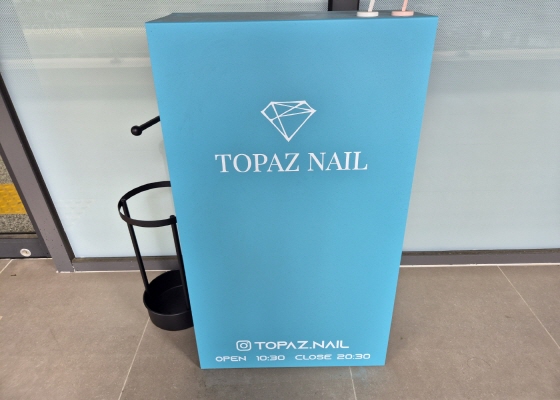 TOPAZ NAIL
TOPAZ.NAIL
OPEN 10:30 CLOSE 20:30